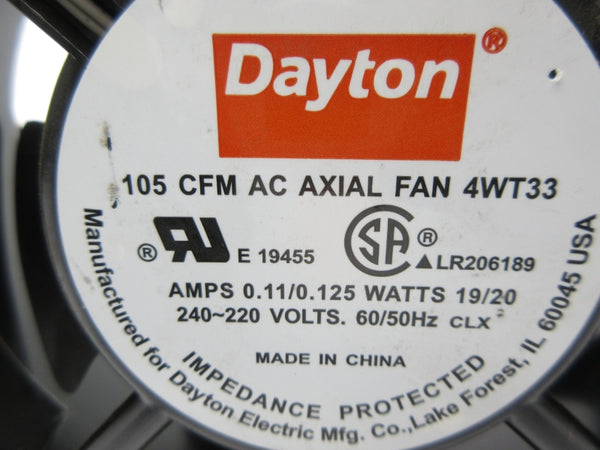 Dayton®
105 CFM AC AXIAL FAN 4WT33
® RU E 19455 SA ® ▲LR206189
AMPS 0.11/0.125 WATTS 19/20
240~220 VOLTS. 60/50Hz CLX
MADE IN CHINA
IMPEDANCE PROTECTED
Manufactured for Dayton Electric Mfg. Co., Lake Forest, IL 60045 USA